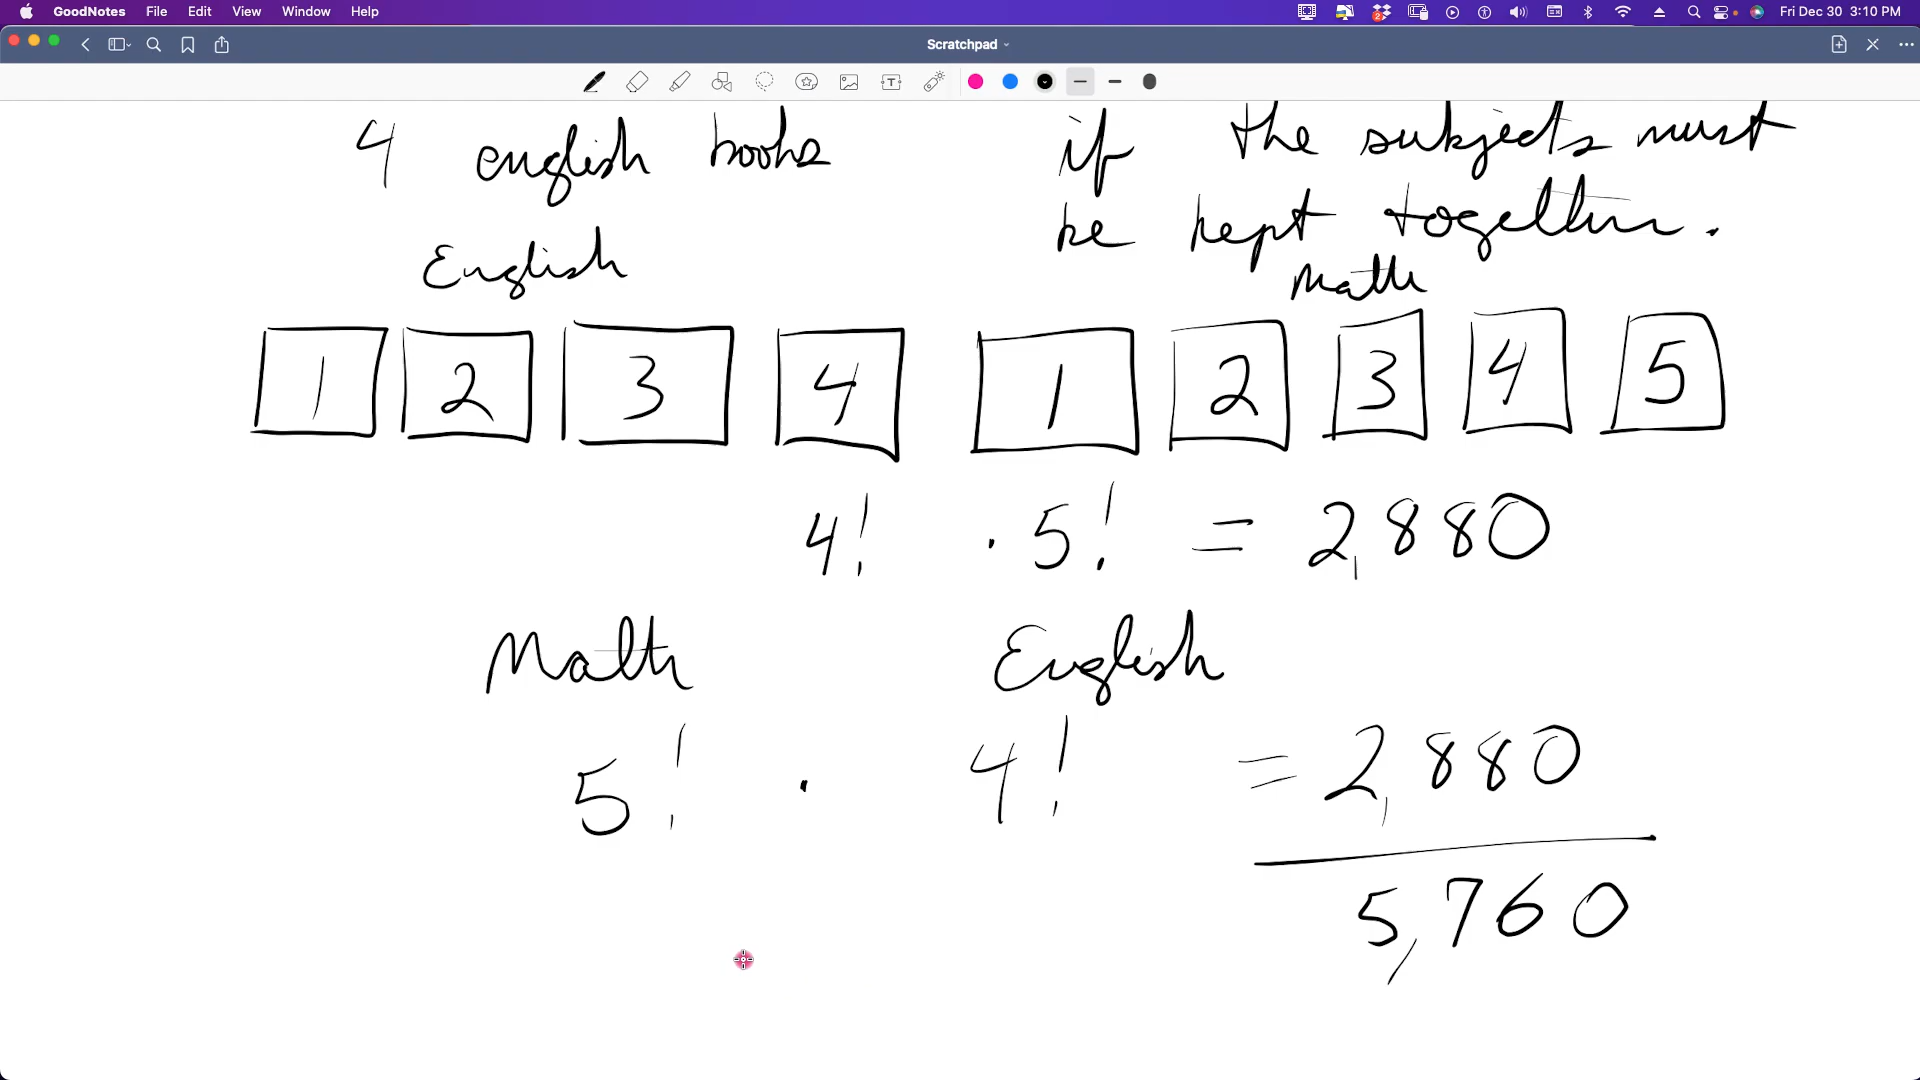 GoodNotes File Edit View Window Help 2 Fri Dec 30 3:10 PM
Scratchpad
T
4 english books
if the subjects must
be kept together.
English
Math
1 2 3 4 1 2 3 4 5
4! · 5! = 2,880
Math English
5! · 4! = 2,880
5,760